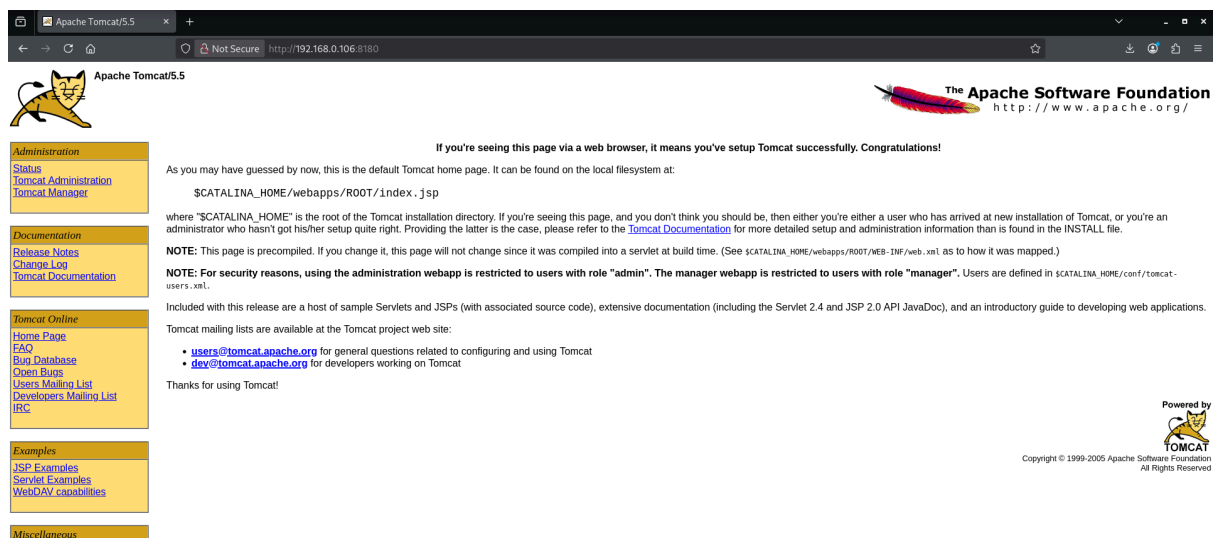 Apache Tomcat/5.5
Not Secure http://192.168.0.106:8180
Apache Tomcat/5.5
The Apache Software Foundation
http://www.apache.org/
Administration
Status
Tomcat Administration
Tomcat Manager
Documentation
Release Notes
Change Log
Tomcat Documentation
Tomcat Online
Home Page
FAQ
Bug Database
Open Bugs
Users Mailing List
Developers Mailing List
IRC
Examples
JSP Examples
Servlet Examples
WebDAV capabilities
Miscellaneous
If you're seeing this page via a web browser, it means you've setup Tomcat successfully. Congratulations!
As you may have guessed by now, this is the default Tomcat home page. It can be found on the local filesystem at:
$CATALINA_HOME/webapps/ROOT/index.jsp
where "$CATALINA_HOME" is the root of the Tomcat installation directory. If you're seeing this page, and you don't think you should be, then either you're either a user who has arrived at new installation of Tomcat, or you're an
administrator who hasn't got his/her setup quite right. Providing the latter is the case, please refer to the Tomcat Documentation for more detailed setup and administration information than is found in the INSTALL file.
NOTE: This page is precompiled. If you change it, this page will not change since it was compiled into a servlet at build time. (See $CATALINA_HOME/webapps/ROOT/WEB-INF/web.xml as to how it was mapped.)
NOTE: For security reasons, using the administration webapp is restricted to users with role "admin". The manager webapp is restricted to users with role "manager". Users are defined in $CATALINA_HOME/conf/tomcat-
users.xml.
Included with this release are a host of sample Servlets and JSPs (with associated source code), extensive documentation (including the Servlet 2.4 and JSP 2.0 API JavaDoc), and an introductory guide to developing web applications.
Tomcat mailing lists are available at the Tomcat project web site:
• users@tomcat.apache.org for general questions related to configuring and using Tomcat
• dev@tomcat.apache.org for developers working on Tomcat
Thanks for using Tomcat!
Powered by
TOMCAT
Copyright © 1999-2005 Apache Software Foundation
All Rights Reserved